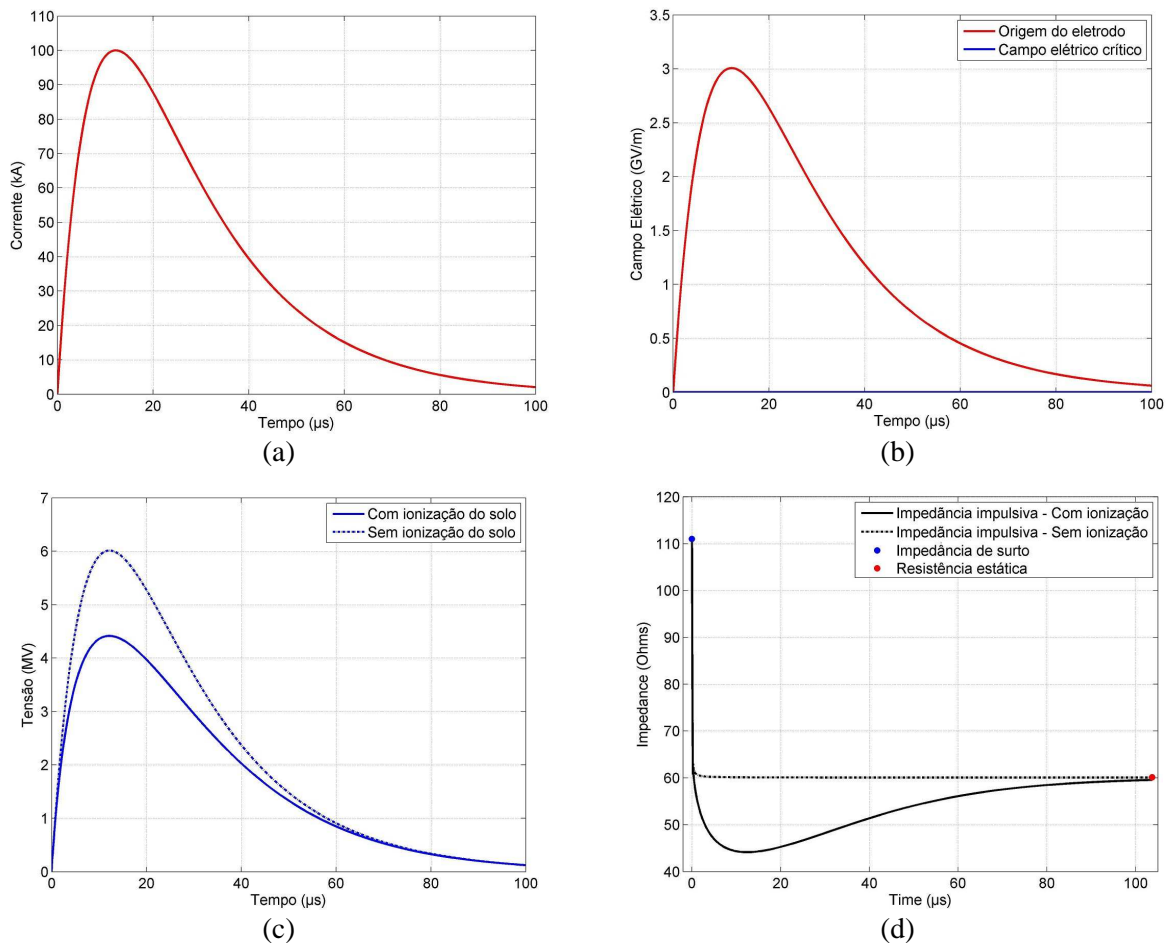 110
100
90
80
70
60
50
40
30
20
10
0
Corrente (kA)
0 20 40 60 80 100
Tempo (µs)
(a)
3.5
3
2.5
2
1.5
1
0.5
0
Campo Elétrico (GV/m)
Origem do eletrodo
Campo elétrico crítico
0 20 40 60 80 100
Tempo (µs)
(b)
7
6
5
4
3
2
1
0
Tensão (MV)
Com ionização do solo
Sem ionização do solo
0 20 40 60 80 100
Tempo (µs)
(c)
120
110
100
90
80
70
60
50
40
Impedance (Ohms)
Impedância impulsiva - Com ionização
Impedância impulsiva - Sem ionização
Impedância de surto
Resistência estática
0 20 40 60 80 100
Time (µs)
(d)